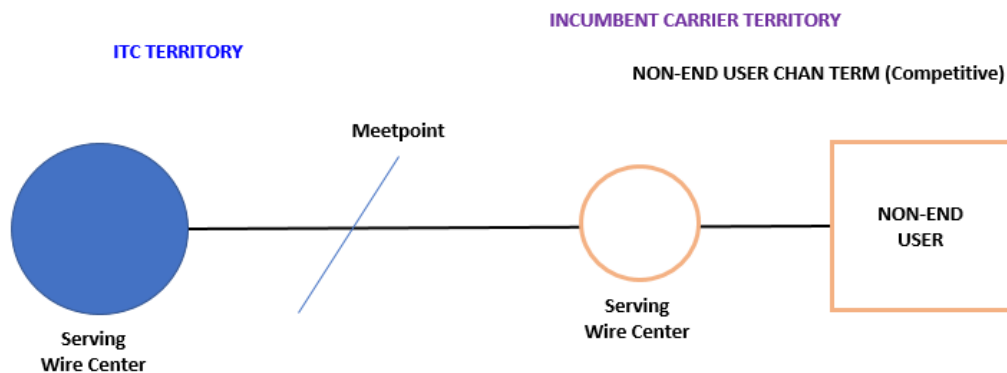 INCUMBENT CARRIER TERRITORY
ITC TERRITORY
NON-END USER CHAN TERM (Competitive)
Meetpoint
NON-END
USER
Serving
Wire Center
Serving
Wire Center